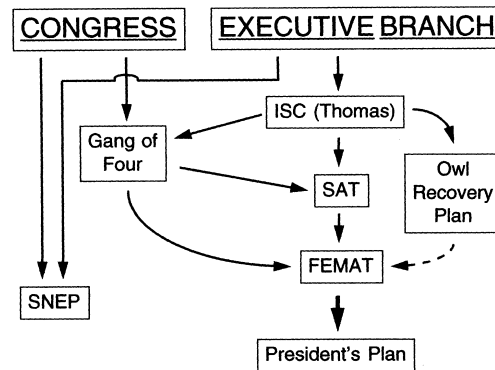 CONGRESS
EXECUTIVE BRANCH
ISC (Thomas)
Gang of
Four
Owl
Recovery
Plan
SAT
FEMAT
SNEP
President's Plan